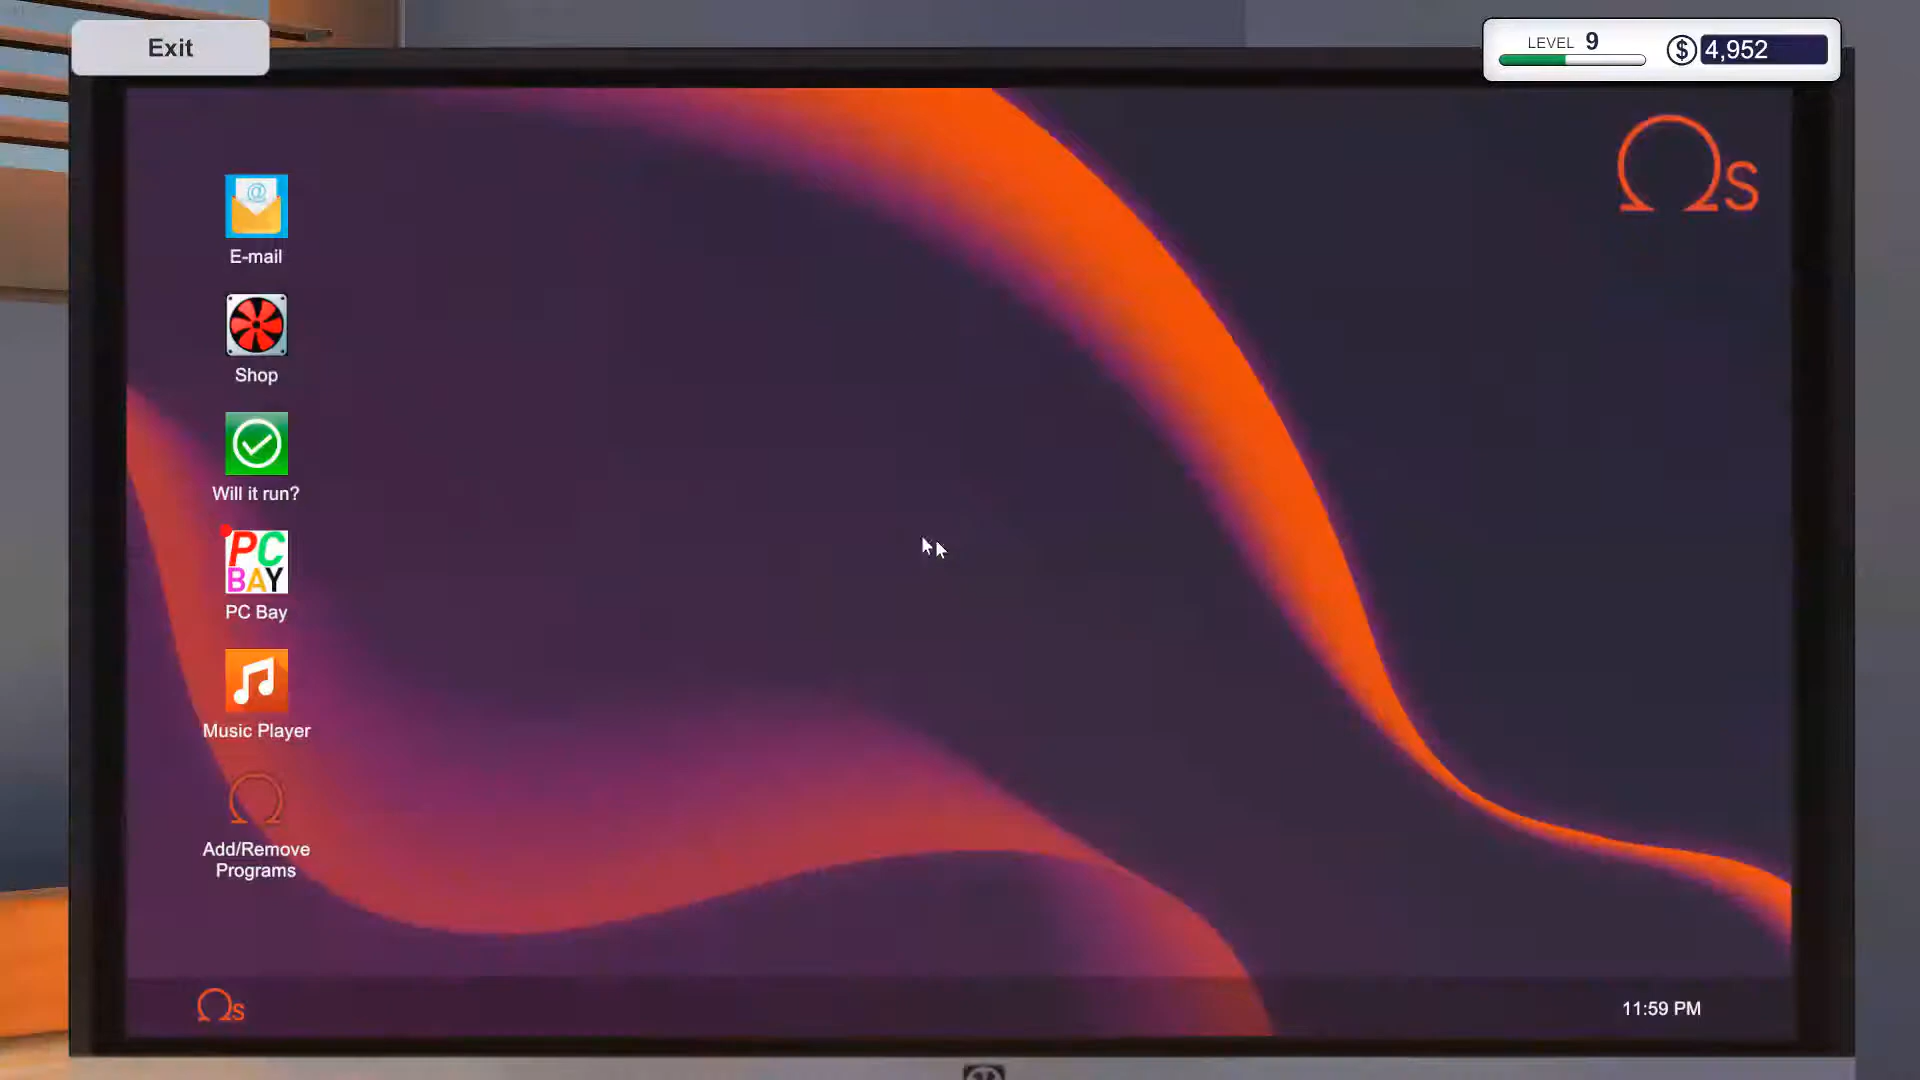 Exit
LEVEL 9
$ 4,952
Ωs
E-mail
Shop
Will it run?
PC
BAY
PC Bay
Music Player
Add/Remove
Programs
Ωs
11:59 PM